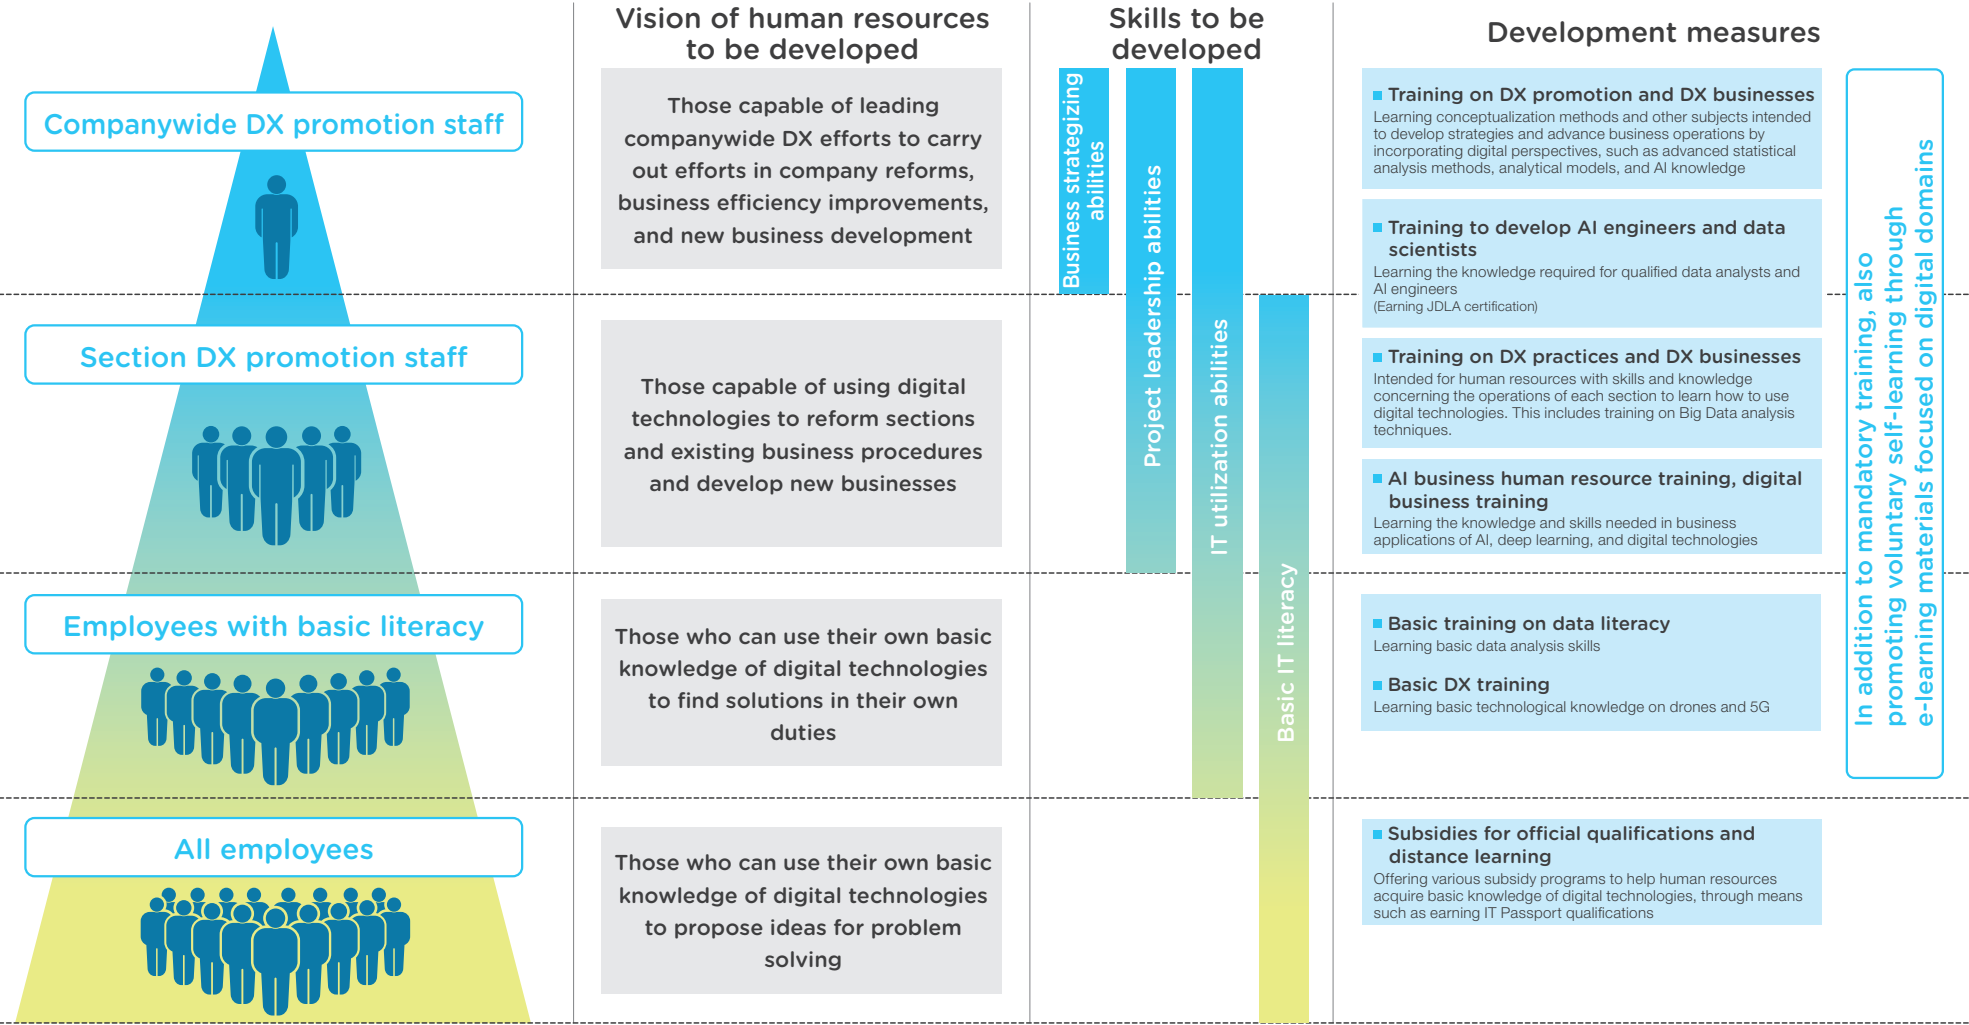 Vision of human resources
to be developed
Skills to be
developed
Development measures
Companywide DX promotion staff
Those capable of leading
companywide DX efforts to carry
out efforts in company reforms,
business efficiency improvements,
and new business development
Section DX promotion staff
Those capable of using digital
technologies to reform sections
and existing business procedures
and develop new businesses
Employees with basic literacy
Those who can use their own basic
knowledge of digital technologies
to find solutions in their own
duties
All employees
Those who can use their own basic
knowledge of digital technologies
to propose ideas for problem
solving
Business strategizing
abilities
Project leadership abilities
IT utilization abilities
Basic IT literacy
Training on DX promotion and DX businesses
Learning conceptualization methods and other subjects intended
to develop strategies and advance business operations by
incorporating digital perspectives, such as advanced statistical
analysis methods, analytical models, and AI knowledge
Training to develop AI engineers and data
scientists
Learning the knowledge required for qualified data analysts and
AI engineers
(Earning JDLA certification)
Training on DX practices and DX businesses
Intended for human resources with skills and knowledge
concerning the operations of each section to learn how to use
digital technologies. This includes training on Big Data analysis
techniques.
AI business human resource training, digital
business training
Learning the knowledge and skills needed in business
applications of AI, deep learning, and digital technologies
Basic training on data literacy
Learning basic data analysis skills
Basic DX training
Learning basic technological knowledge on drones and 5G
Subsidies for official qualifications and
distance learning
Offering various subsidy programs to help human resources
acquire basic knowledge of digital technologies, through means
such as earning IT Passport qualifications
In addition to mandatory training, also
promoting voluntary self-learning through
e-learning materials focused on digital domains